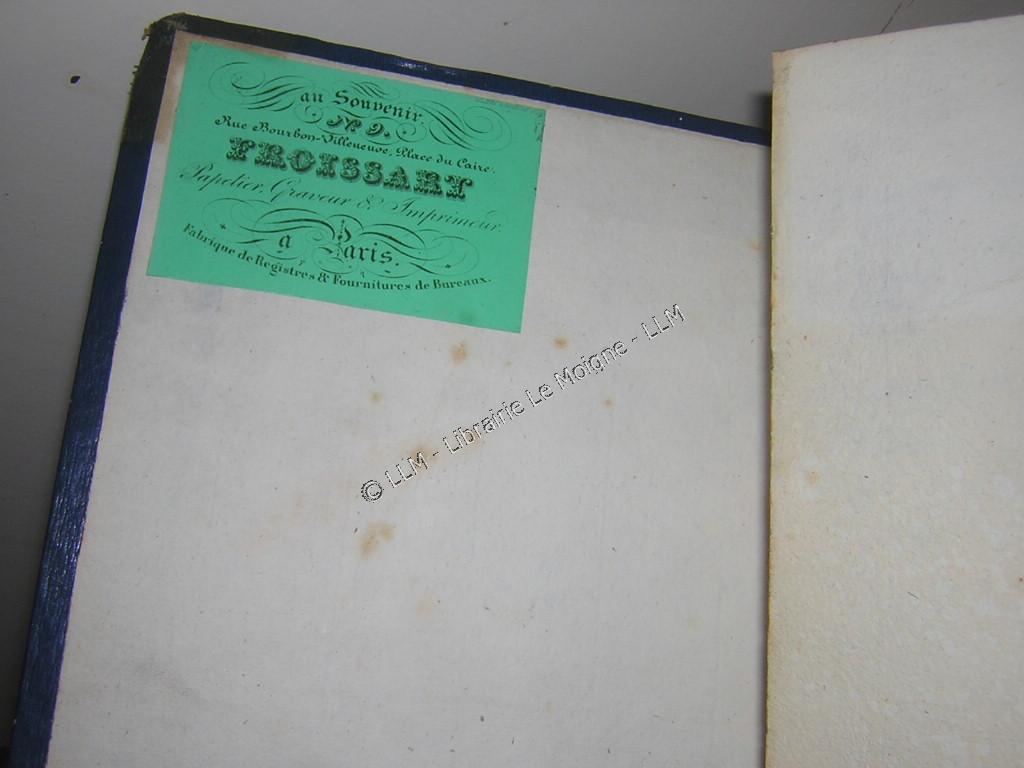 au Souvenir
N.º 9.
Rue Bourbon-Villeneuve, Place du Caire.
FROISSART
Papetier, Graveur & Imprimeur.
a Paris.
Fabrique de Registres & Fournitures de Bureaux.
© LLM - Librairie Le Moigne - LLM